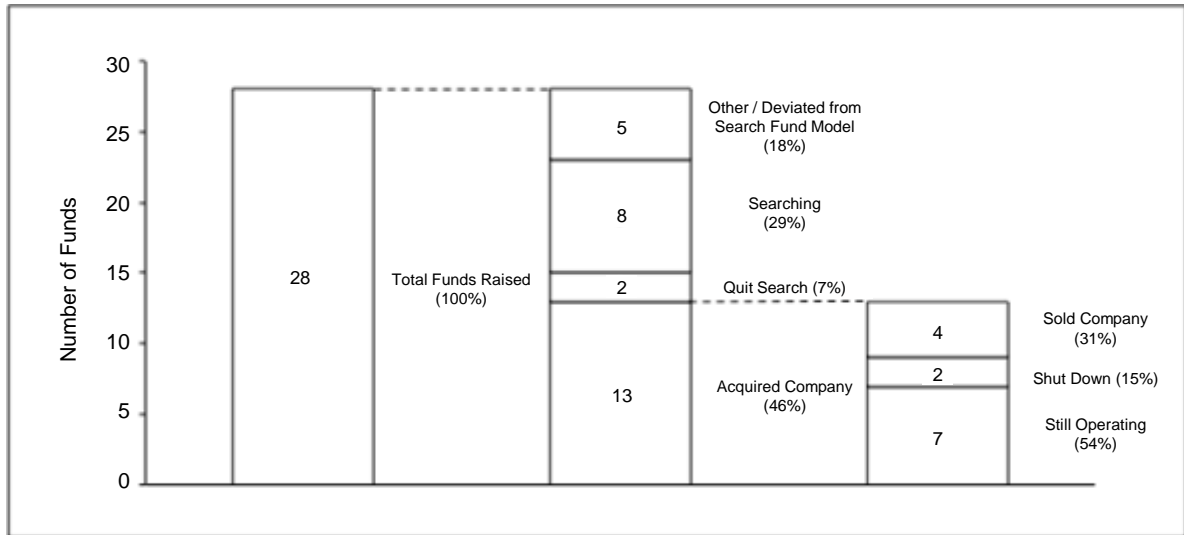 Number of Funds
30
25
20
15
10
5
0
28
Total Funds Raised
(100%)
5
8
2
13
Other / Deviated from
Search Fund Model
(18%)
Searching
(29%)
Quit Search (7%)
Acquired Company
(46%)
4
2
7
Sold Company
(31%)
Shut Down (15%)
Still Operating
(54%)